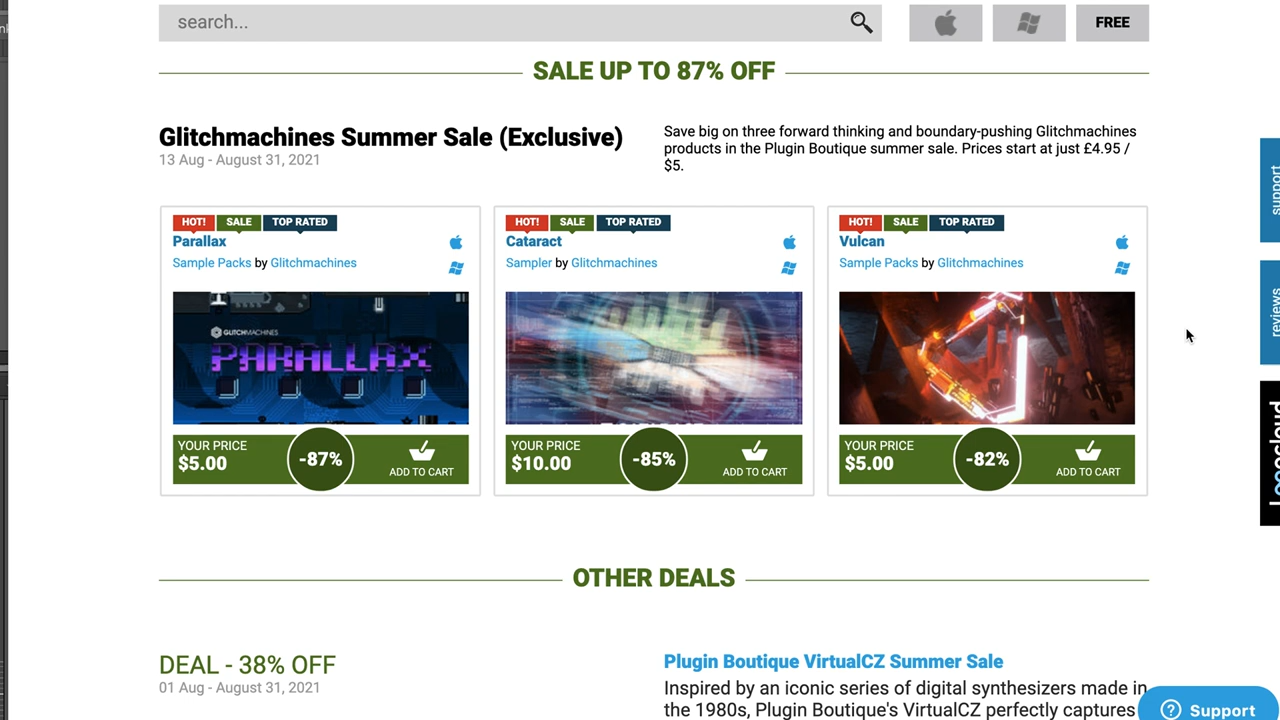 search...
FREE
SALE UP TO 87% OFF
Glitchmachines Summer Sale (Exclusive)
13 Aug - August 31, 2021
Save big on three forward thinking and boundary-pushing Glitchmachines
products in the Plugin Boutique summer sale. Prices start at just £4.95 /
$5.
HOT! SALE TOP RATED
Parallax
Sample Packs by Glitchmachines
GLITCHMACHINES
PARALLAX
YOUR PRICE
$5.00
-87%
ADD TO CART
HOT! SALE TOP RATED
Cataract
Sampler by Glitchmachines
YOUR PRICE
$10.00
-85%
ADD TO CART
HOT! SALE TOP RATED
Vulcan
Sample Packs by Glitchmachines
YOUR PRICE
$5.00
-82%
ADD TO CART
support
reviews
OTHER DEALS
DEAL - 38% OFF
01 Aug - August 31, 2021
Plugin Boutique VirtualCZ Summer Sale
Inspired by an iconic series of digital synthesizers made in
the 1980s, Plugin Boutique's VirtualCZ perfectly captures
Support